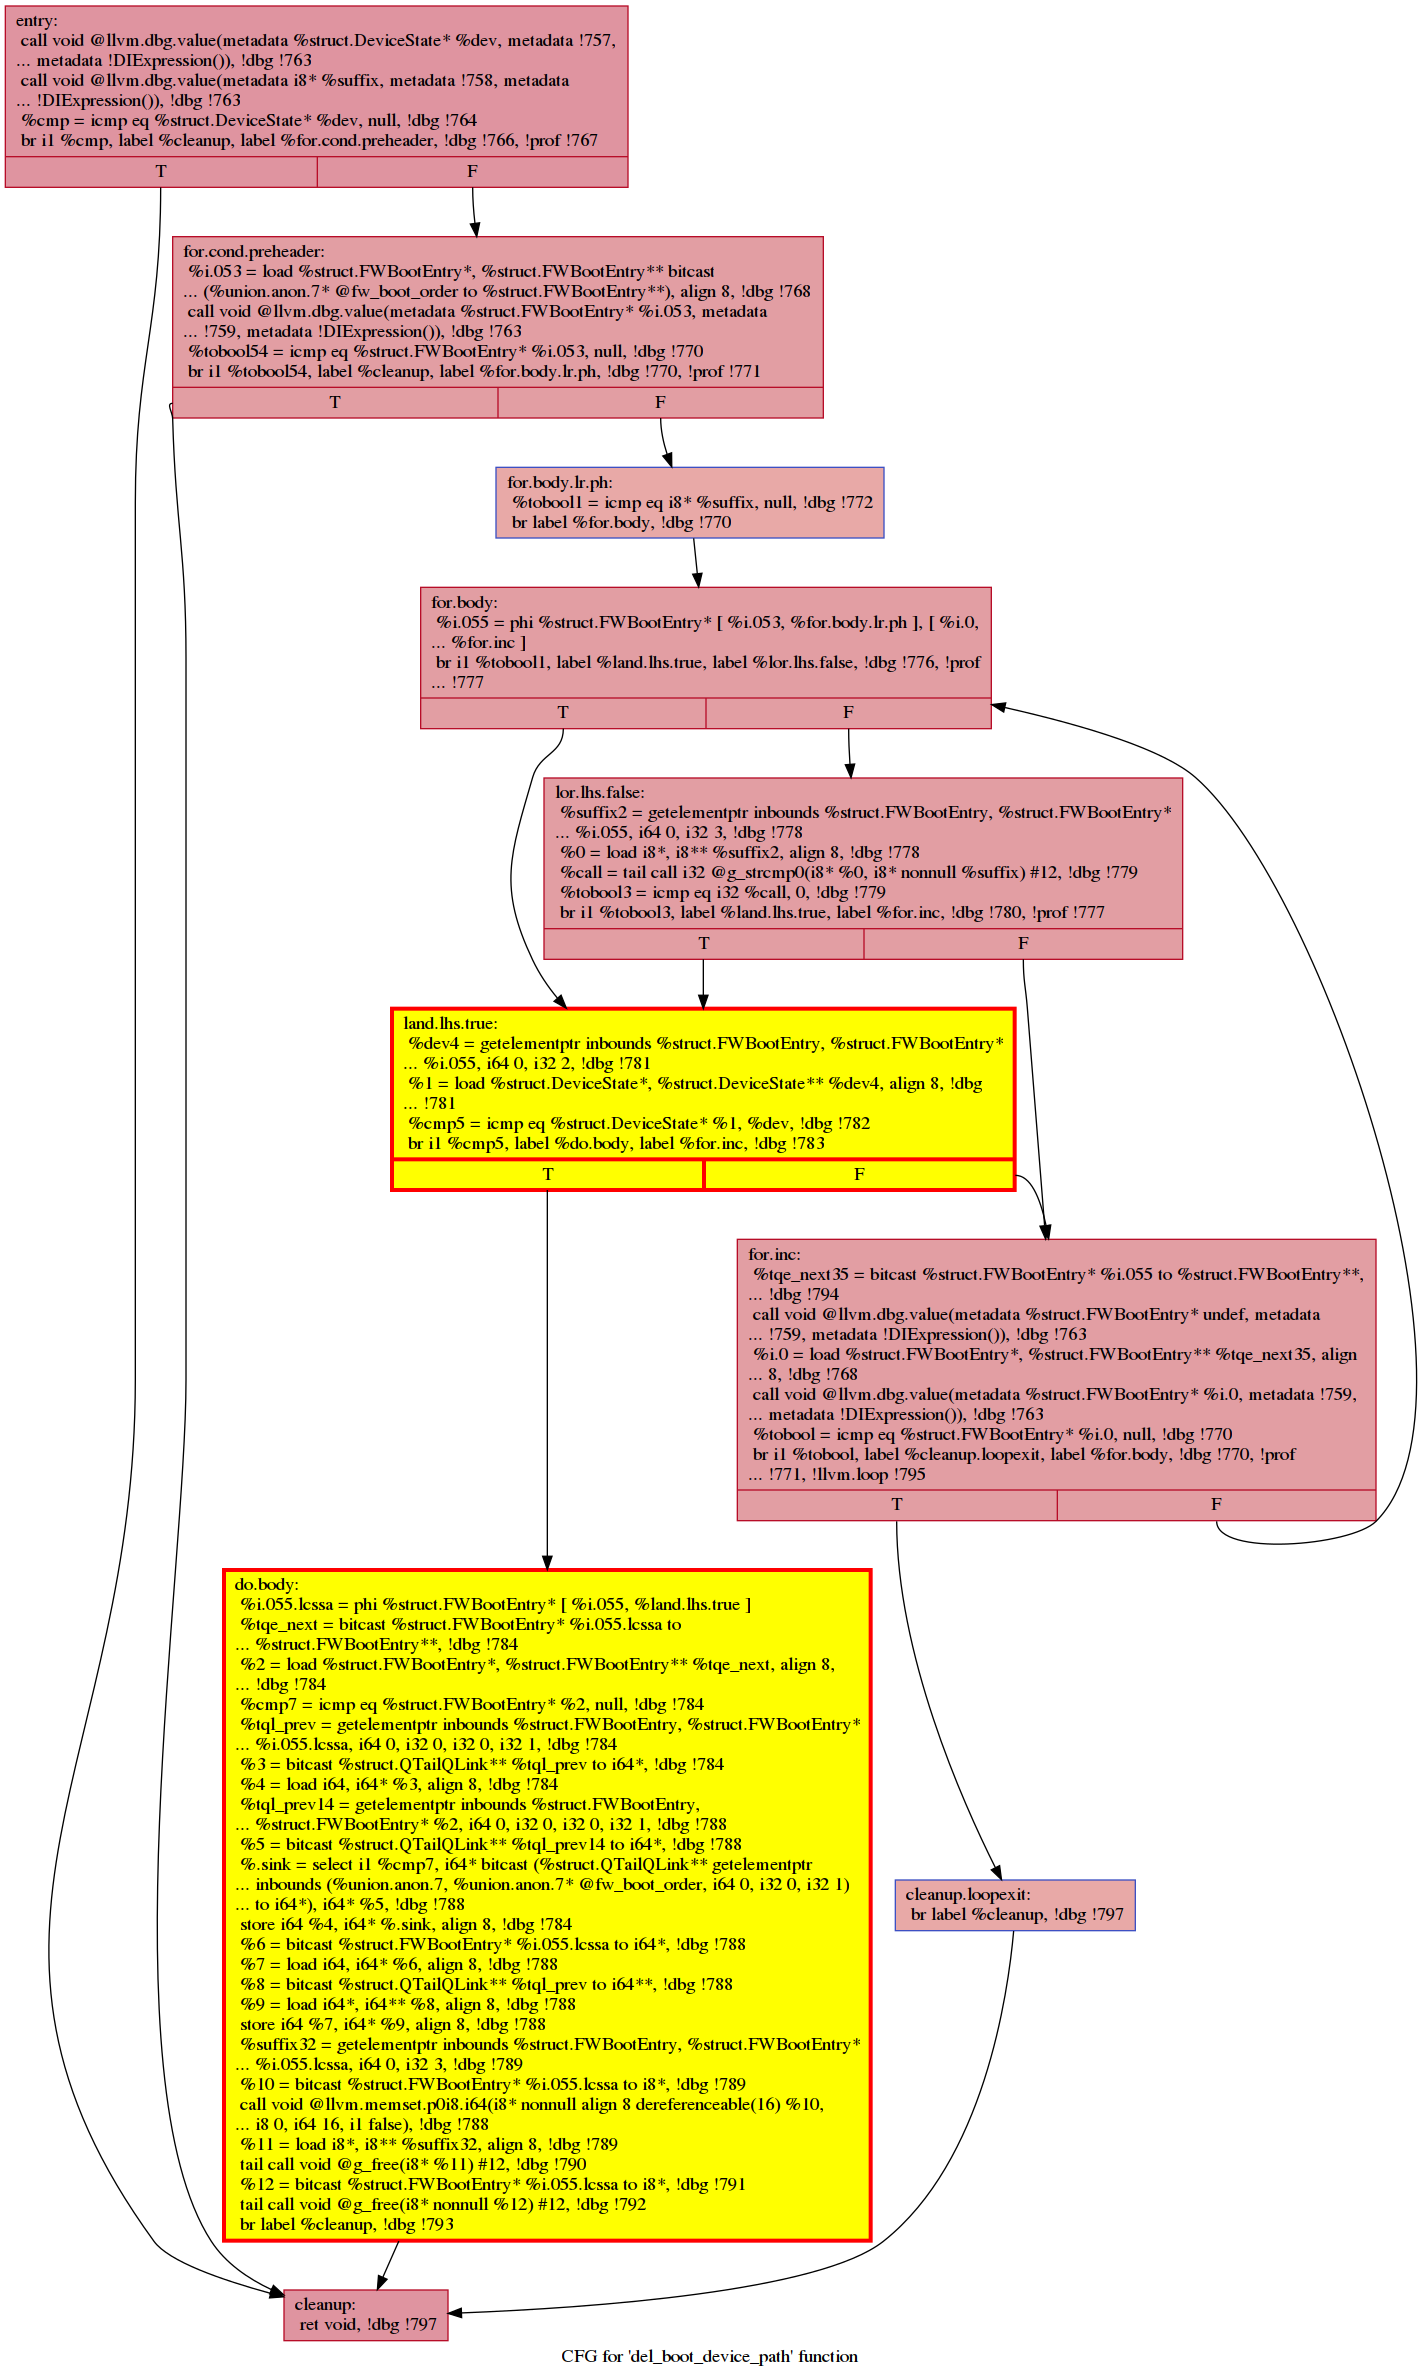 entry:
call void @llvm.dbg.value(metadata %struct.DeviceState* %dev, metadata !757,
... metadata !DIExpression()), !dbg !763
call void @llvm.dbg.value(metadata i8* %suffix, metadata !758, metadata
... !DIExpression()), !dbg !763
%cmp = icmp eq %struct.DeviceState* %dev, null, !dbg !764
br i1 %cmp, label %cleanup, label %for.cond.preheader, !dbg !766, !prof !767
T F
for.cond.preheader:
%i.053 = load %struct.FWBootEntry*, %struct.FWBootEntry** bitcast
... (%union.anon.7* @fw_boot_order to %struct.FWBootEntry**), align 8, !dbg !768
call void @llvm.dbg.value(metadata %struct.FWBootEntry* %i.053, metadata
... !759, metadata !DIExpression()), !dbg !763
%tobool54 = icmp eq %struct.FWBootEntry* %i.053, null, !dbg !770
br i1 %tobool54, label %cleanup, label %for.body.lr.ph, !dbg !770, !prof !771
T F
for.body.lr.ph:
%tobool1 = icmp eq i8* %suffix, null, !dbg !772
br label %for.body, !dbg !770
for.body:
%i.055 = phi %struct.FWBootEntry* [ %i.053, %for.body.lr.ph ], [ %i.0,
... %for.inc ]
br i1 %tobool1, label %land.lhs.true, label %lor.lhs.false, !dbg !776, !prof
... !777
T F
lor.lhs.false:
%suffix2 = getelementptr inbounds %struct.FWBootEntry, %struct.FWBootEntry*
... %i.055, i64 0, i32 3, !dbg !778
%0 = load i8*, i8** %suffix2, align 8, !dbg !778
%call = tail call i32 @g_strcmp0(i8* %0, i8* nonnull %suffix) #12, !dbg !779
%tobool3 = icmp eq i32 %call, 0, !dbg !779
br i1 %tobool3, label %land.lhs.true, label %for.inc, !dbg !780, !prof !777
T F
land.lhs.true:
%dev4 = getelementptr inbounds %struct.FWBootEntry, %struct.FWBootEntry*
... %i.055, i64 0, i32 2, !dbg !781
%1 = load %struct.DeviceState*, %struct.DeviceState** %dev4, align 8, !dbg
... !781
%cmp5 = icmp eq %struct.DeviceState* %1, %dev, !dbg !782
br i1 %cmp5, label %do.body, label %for.inc, !dbg !783
T F
for.inc:
%tqe_next35 = bitcast %struct.FWBootEntry* %i.055 to %struct.FWBootEntry**,
... !dbg !794
call void @llvm.dbg.value(metadata %struct.FWBootEntry* undef, metadata
... !759, metadata !DIExpression()), !dbg !763
%i.0 = load %struct.FWBootEntry*, %struct.FWBootEntry** %tqe_next35, align
... 8, !dbg !768
call void @llvm.dbg.value(metadata %struct.FWBootEntry* %i.0, metadata !759,
... metadata !DIExpression()), !dbg !763
%tobool = icmp eq %struct.FWBootEntry* %i.0, null, !dbg !770
br i1 %tobool, label %cleanup.loopexit, label %for.body, !dbg !770, !prof
... !771, !llvm.loop !795
T F
do.body:
%i.055.lcssa = phi %struct.FWBootEntry* [ %i.055, %land.lhs.true ]
%tqe_next = bitcast %struct.FWBootEntry* %i.055.lcssa to
... %struct.FWBootEntry**, !dbg !784
%2 = load %struct.FWBootEntry*, %struct.FWBootEntry** %tqe_next, align 8,
... !dbg !784
%cmp7 = icmp eq %struct.FWBootEntry* %2, null, !dbg !784
%tql_prev = getelementptr inbounds %struct.FWBootEntry, %struct.FWBootEntry*
... %i.055.lcssa, i64 0, i32 0, i32 0, i32 1, !dbg !784
%3 = bitcast %struct.QTailQLink** %tql_prev to i64*, !dbg !784
%4 = load i64, i64* %3, align 8, !dbg !784
%tql_prev14 = getelementptr inbounds %struct.FWBootEntry,
... %struct.FWBootEntry* %2, i64 0, i32 0, i32 0, i32 1, !dbg !788
%5 = bitcast %struct.QTailQLink** %tql_prev14 to i64*, !dbg !788
%.sink = select i1 %cmp7, i64* bitcast (%struct.QTailQLink** getelementptr
... inbounds (%union.anon.7, %union.anon.7* @fw_boot_order, i64 0, i32 0, i32 1)
... to i64*), i64* %5, !dbg !788
store i64 %4, i64* %.sink, align 8, !dbg !784
%6 = bitcast %struct.FWBootEntry* %i.055.lcssa to i64*, !dbg !788
%7 = load i64, i64* %6, align 8, !dbg !788
%8 = bitcast %struct.QTailQLink** %tql_prev to i64**, !dbg !788
%9 = load i64*, i64** %8, align 8, !dbg !788
store i64 %7, i64* %9, align 8, !dbg !788
%suffix32 = getelementptr inbounds %struct.FWBootEntry, %struct.FWBootEntry*
... %i.055.lcssa, i64 0, i32 3, !dbg !789
%10 = bitcast %struct.FWBootEntry* %i.055.lcssa to i8*, !dbg !789
call void @llvm.memset.p0i8.i64(i8* nonnull align 8 dereferenceable(16) %10,
... i8 0, i64 16, i1 false), !dbg !788
%11 = load i8*, i8** %suffix32, align 8, !dbg !789
tail call void @g_free(i8* %11) #12, !dbg !790
%12 = bitcast %struct.FWBootEntry* %i.055.lcssa to i8*, !dbg !791
tail call void @g_free(i8* nonnull %12) #12, !dbg !792
br label %cleanup, !dbg !793
cleanup.loopexit:
br label %cleanup, !dbg !797
cleanup:
ret void, !dbg !797
CFG for 'del_boot_device_path' function